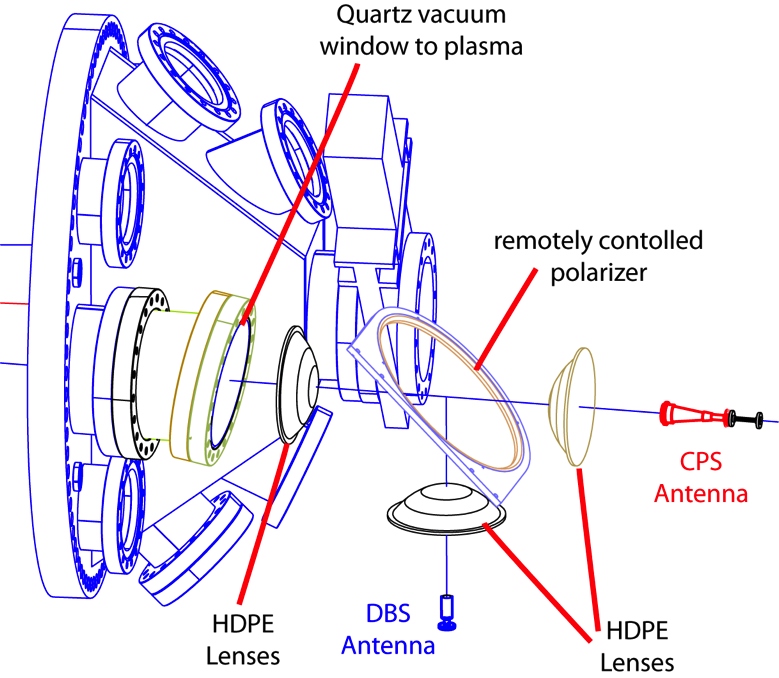 Quartz vacuum
window to plasma
remotely contolled
polarizer
CPS
Antenna
DBS
Antenna
HDPE
Lenses
HDPE
Lenses